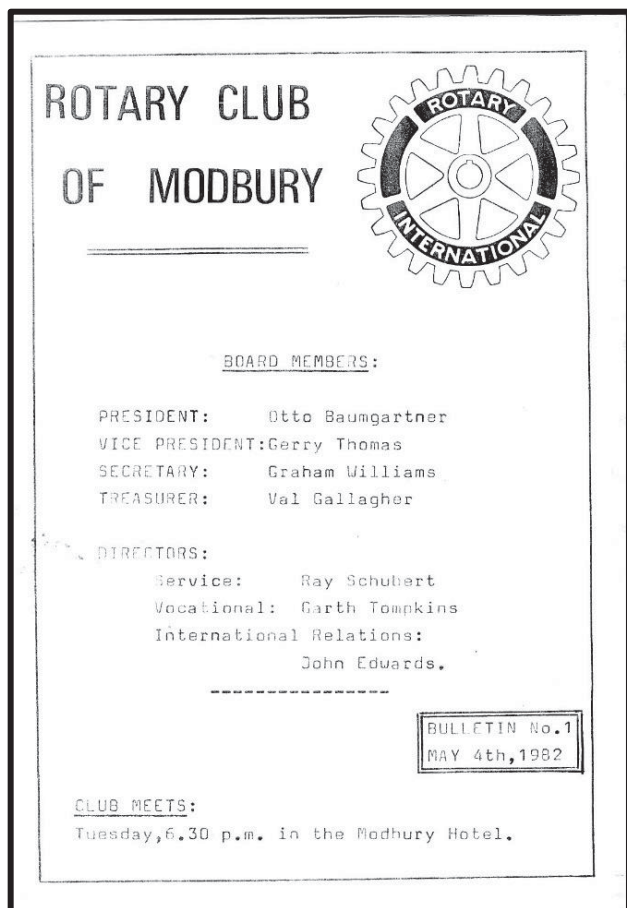 ROTARY CLUB
OF MODBURY
ROTARY
INTERNATIONAL
BOARD MEMBERS:
PRESIDENT: Otto Baumgartner
VICE PRESIDENT:Gerry Thomas
SECRETARY: Graham Williams
TREASURER: Val Gallagher
DIRECTORS:
Service: Ray Schubert
Vocational: Garth Tompkins
International Relations:
John Edwards.
----------------
BULLETIN No.1
MAY 4th,1982
CLUB MEETS:
Tuesday,6.30 p.m. in the Modbury Hotel.